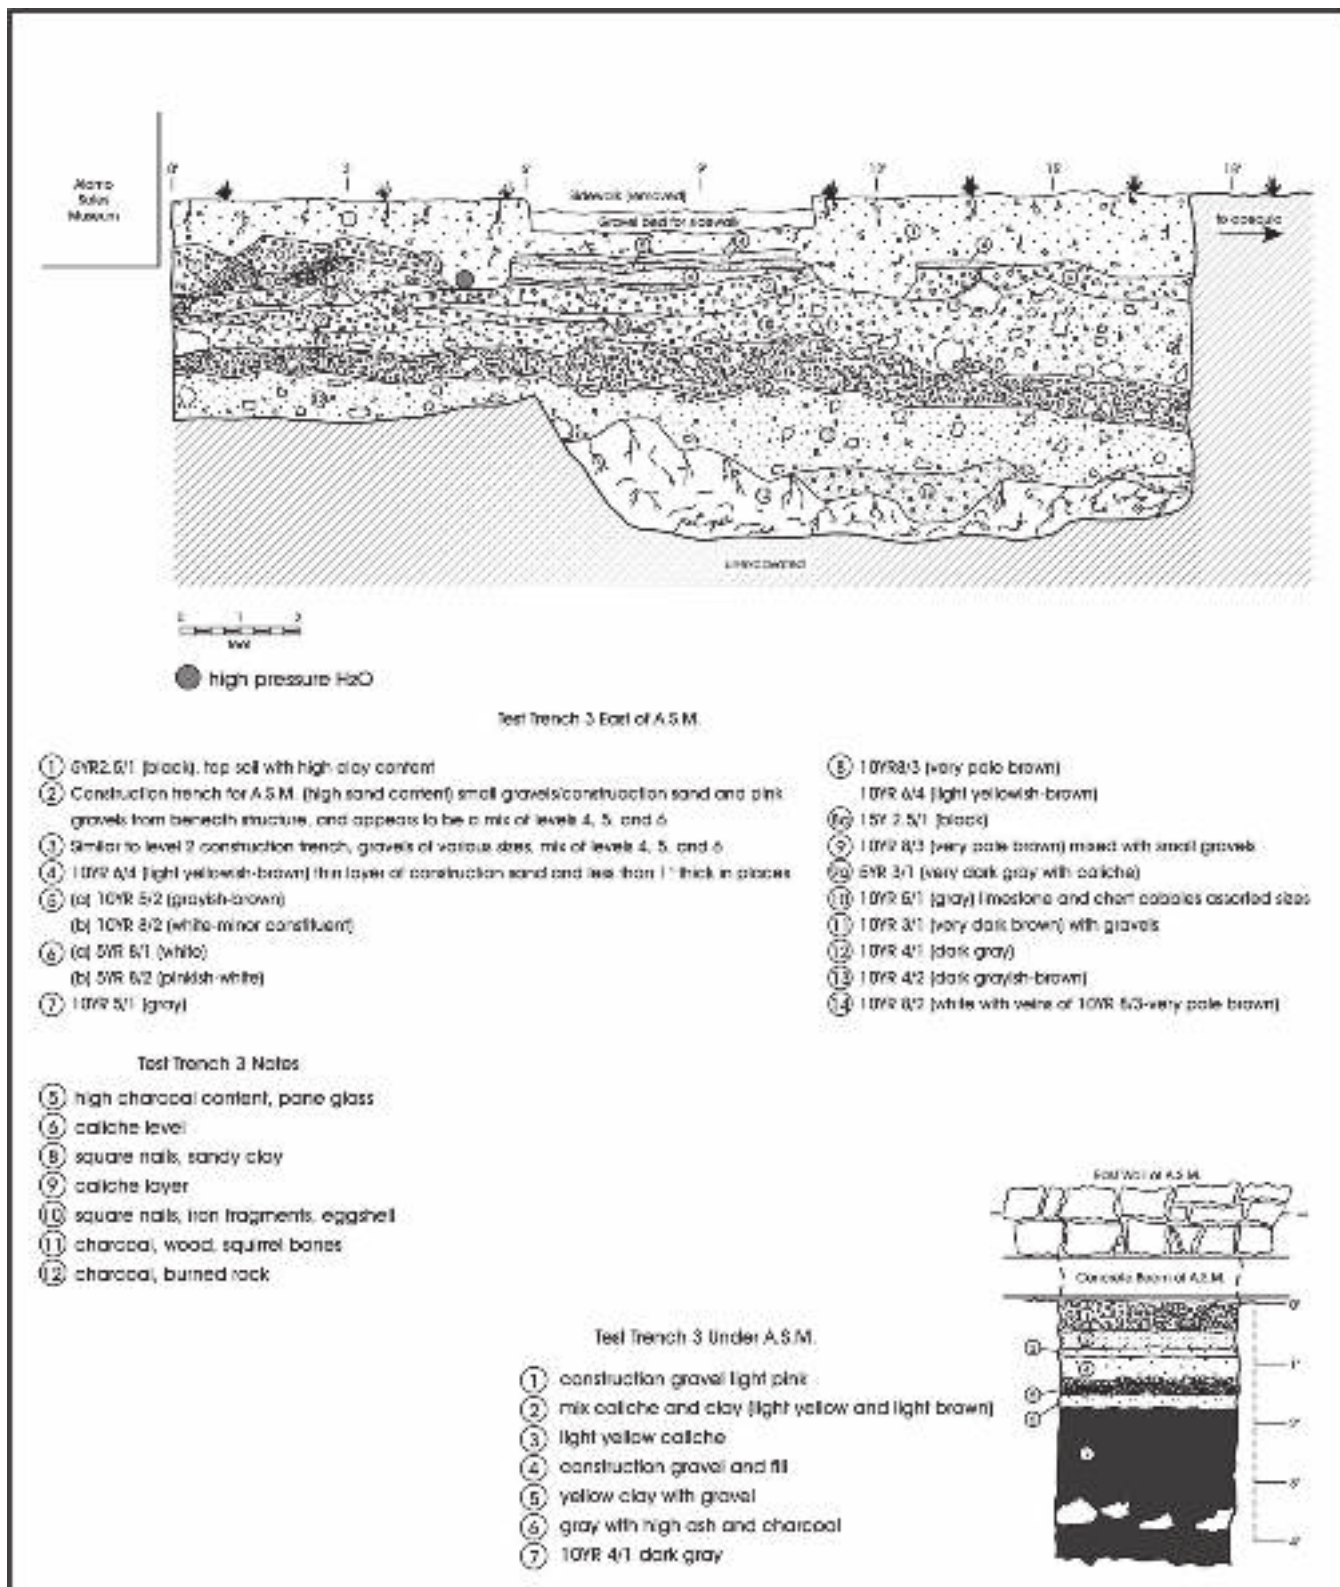 Alamo
Sales
Museum
0'
3'
6'
9'
12'
15'
18'
Sidewalk (removed)
Gravel bed for sidewalk
to acequia
unexcavated
0 1 2
feet
high pressure H2O
Test Trench 3 East of A.S.M.
1 5YR2.5/1 (black), top soil with high clay content
2 Construction trench for A.S.M. (high sand content) small gravels/construcction sand and pink
gravels from beneath structure, and appears to be a mix of levels 4, 5, and 6
3 Similar to level 2 construction trench, gravels of various sizes, mix of levels 4, 5, and 6
4 10YR 6/4 (light yellowish-brown) thin layer of construction sand and less than 1" thick in places
5 (a) 10YR 5/2 (grayish-brown)
(b) 10YR 8/2 (white-minor constituent)
6 (a) 5YR 8/1 (white)
(b) 5YR 8/2 (pinkish-white)
7 10YR 5/1 (gray)
8 10YR8/3 (very pale brown)
10YR 6/4 (light yellowish-brown)
8a 15Y 2.5/1 (black)
9 10YR 8/3 (very pale brown) mixed with small gravels
9a 5YR 3/1 (very dark gray with caliche)
10 10YR 5/1 (gray) limestone and chert cobbles assorted sizes
11 10YR 3/1 (very dark brown) with gravels
12 10YR 4/1 (dark gray)
13 10YR 4/2 (dark grayish-brown)
14 10YR 8/2 (white with veins of 10YR 8/3-very pale brown)
Test Trench 3 Notes
5 high charcoal content, pane glass
6 caliche level
8 square nails, sandy clay
9 caliche layer
10 square nails, iron fragments, eggshell
11 charcoal, wood, squirrel bones
12 charcoal, burned rock
East Wall of A.S.M.
Concrete Beam of A.S.M.
0'
1'
2'
3'
4'
Test Trench 3 Under A.S.M.
1 construction gravel light pink
2 mix caliche and clay (light yellow and light brown)
3 light yellow caliche
4 construction gravel and fill
5 yellow clay with gravel
6 gray with high ash and charcoal
7 10YR 4/1 dark gray